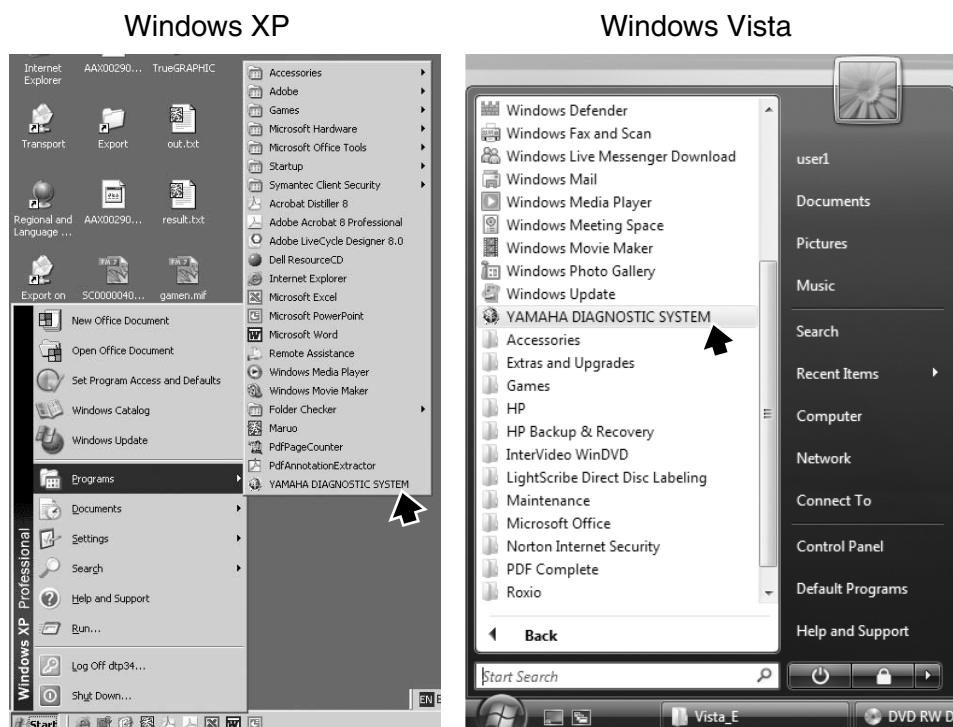 Windows XP
Windows Vista
Internet Explorer
AAX00290...
TrueGRAPHIC
Transport
Export
out.txt
Regional and Language ...
AAX00290...
result.txt
Export on
SC0000040...
gamen.mif
Accessories
Adobe
Games
Microsoft Hardware
Microsoft Office Tools
Startup
Symantec Client Security
Acrobat Distiller 8
Adobe Acrobat 8 Professional
Adobe LiveCycle Designer 8.0
Dell ResourceCD
Internet Explorer
Microsoft Excel
Microsoft PowerPoint
Microsoft Word
Remote Assistance
Windows Media Player
Windows Movie Maker
Folder Checker
Maruo
PdfPageCounter
PdfAnnotationExtractor
YAMAHA DIAGNOSTIC SYSTEM
New Office Document
Open Office Document
Set Program Access and Defaults
Windows Catalog
Windows Update
Programs
Documents
Settings
Search
Help and Support
Run...
Log Off dtp34...
Shut Down...
Windows XP Professional
Start
EN
Windows Defender
Windows Fax and Scan
Windows Live Messenger Download
Windows Mail
Windows Media Player
Windows Meeting Space
Windows Movie Maker
Windows Photo Gallery
Windows Update
YAMAHA DIAGNOSTIC SYSTEM
Accessories
Extras and Upgrades
Games
HP
HP Backup & Recovery
InterVideo WinDVD
LightScribe Direct Disc Labeling
Maintenance
Microsoft Office
Norton Internet Security
PDF Complete
Roxio
Back
Start Search
user1
Documents
Pictures
Music
Search
Recent Items
Computer
Network
Connect To
Control Panel
Default Programs
Help and Support
Vista_E
DVD RW D